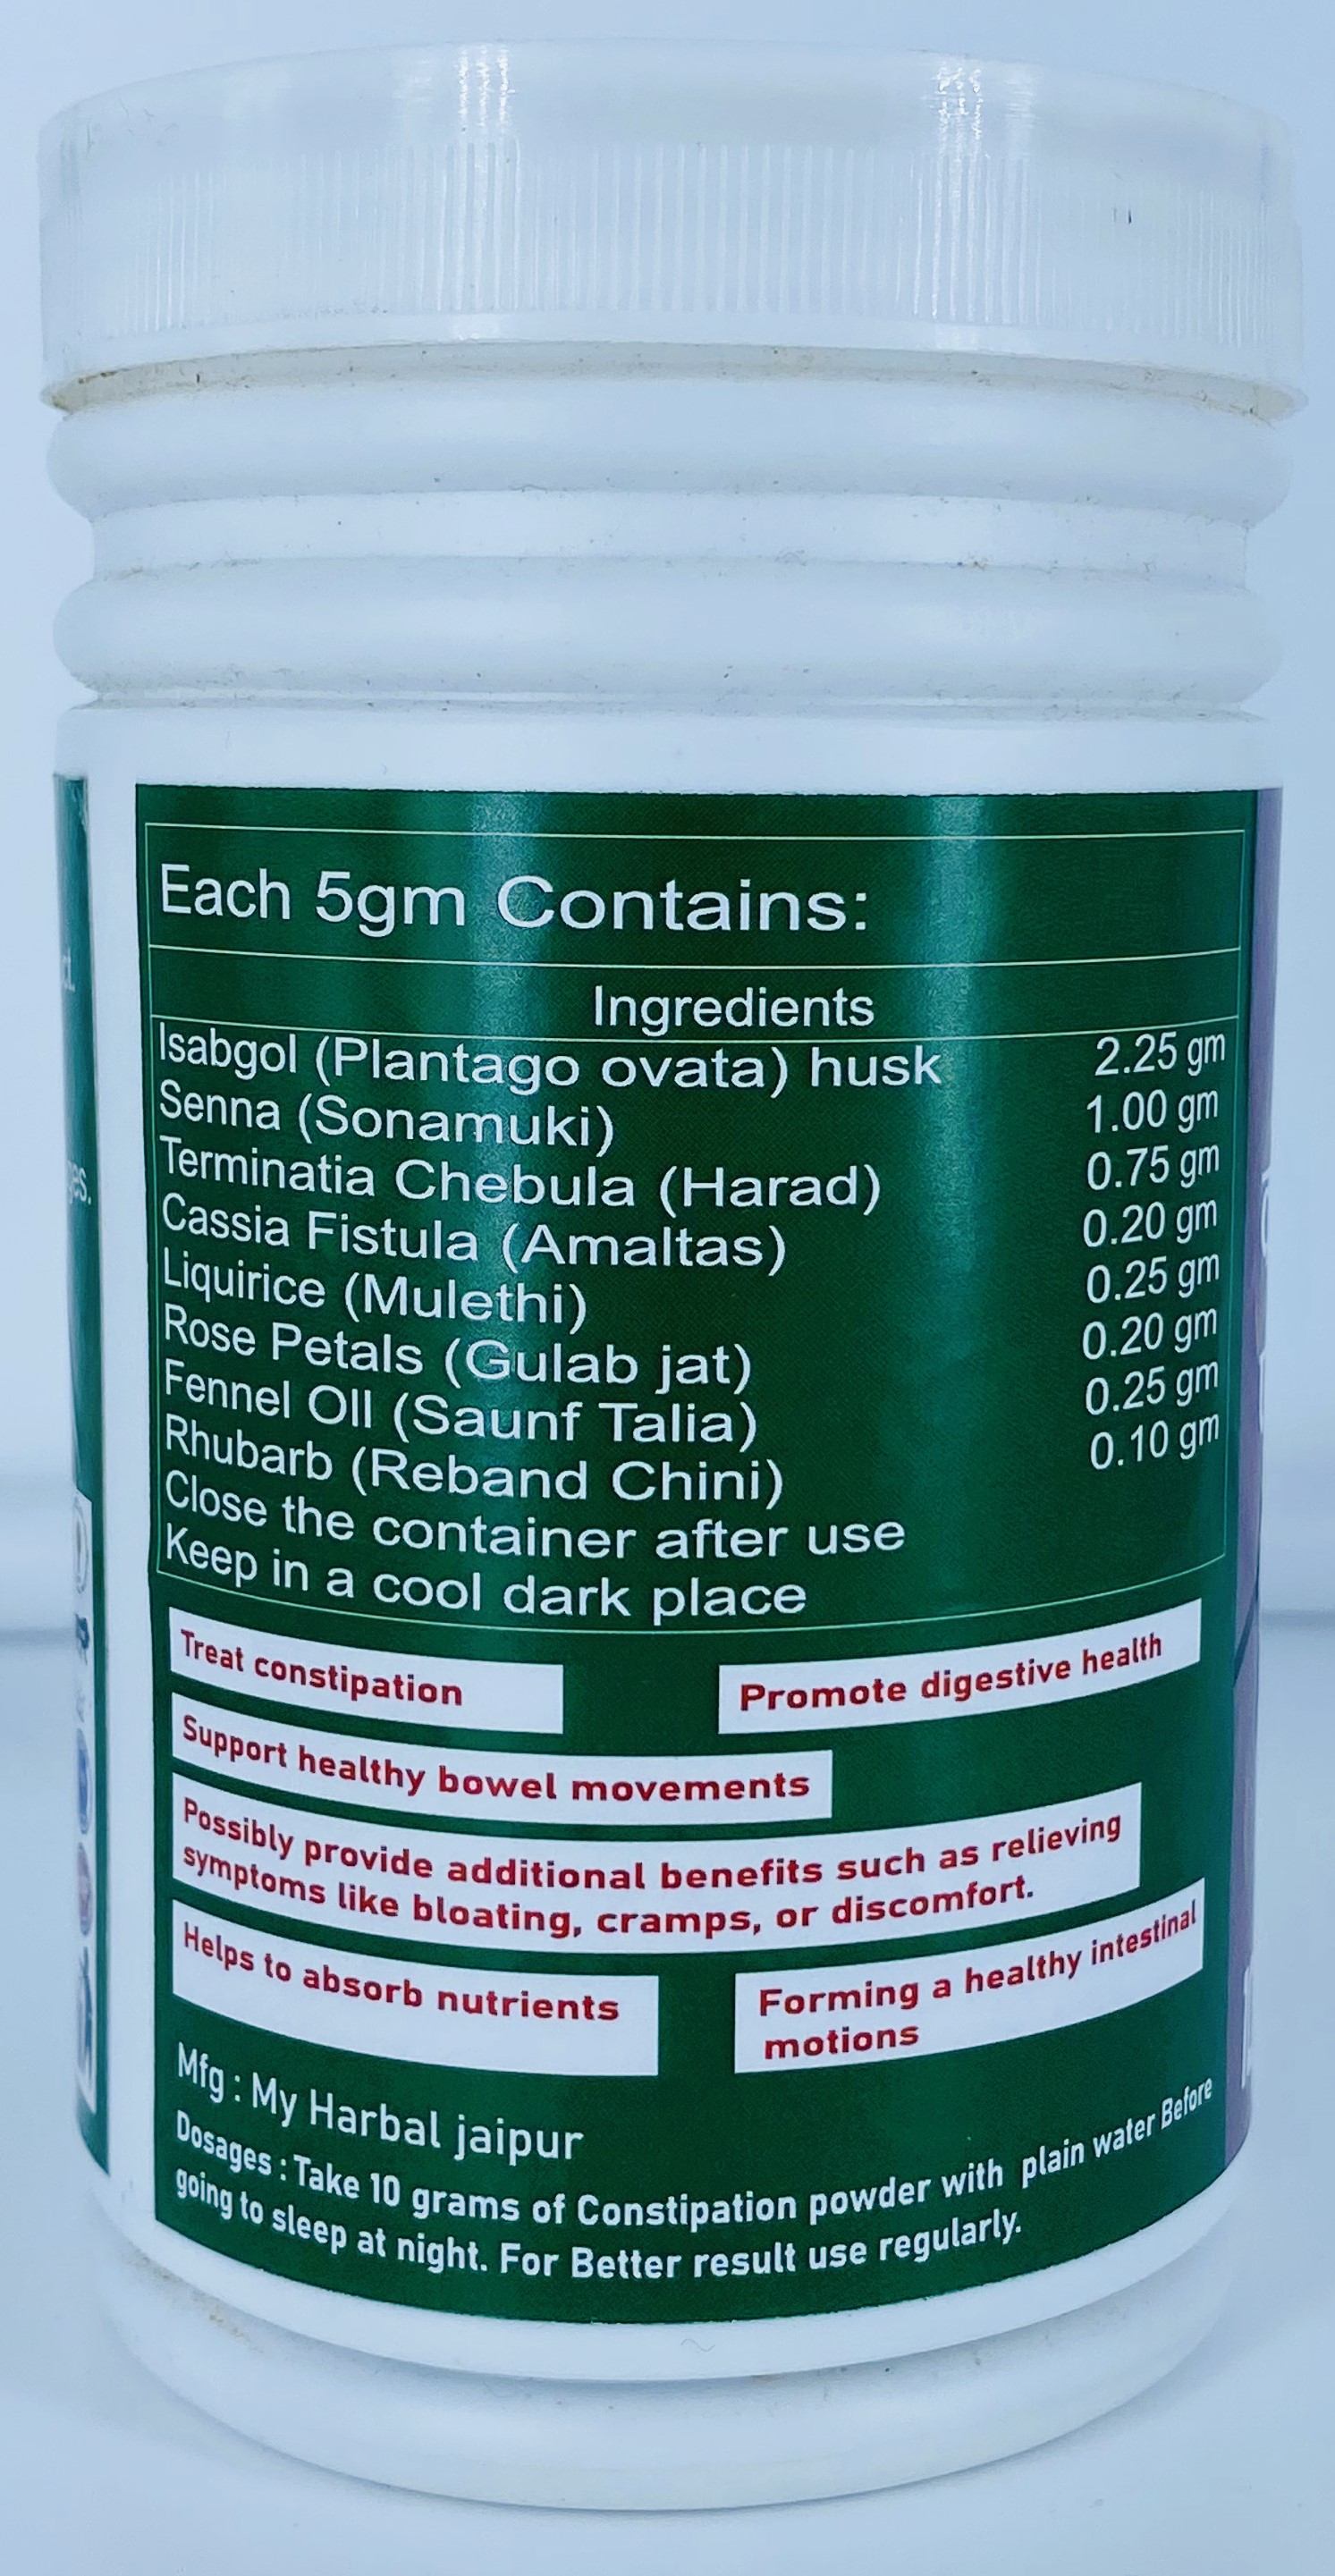 Each 5gm Contains:
Ingredients
Isabgol (Plantago ovata) husk 2.25 gm
Senna (Sonamuki) 1.00 gm
Terminatia Chebula (Harad) 0.75 gm
Cassia Fistula (Amaltas) 0.20 gm
Liquirice (Mulethi) 0.25 gm
Rose Petals (Gulab jat) 0.20 gm
Fennel OIl (Saunf Talia) 0.25 gm
Rhubarb (Reband Chini) 0.10 gm
Close the container after use
Keep in a cool dark place
Treat constipation
Promote digestive health
Support healthy bowel movements
Possibly provide additional benefits such as relieving
symptoms like bloating, cramps, or discomfort.
Helps to absorb nutrients
Forming a healthy intestinal
motions
Mfg : My Harbal jaipur
Dosages : Take 10 grams of Constipation powder with plain water Before
going to sleep at night. For Better result use regularly.